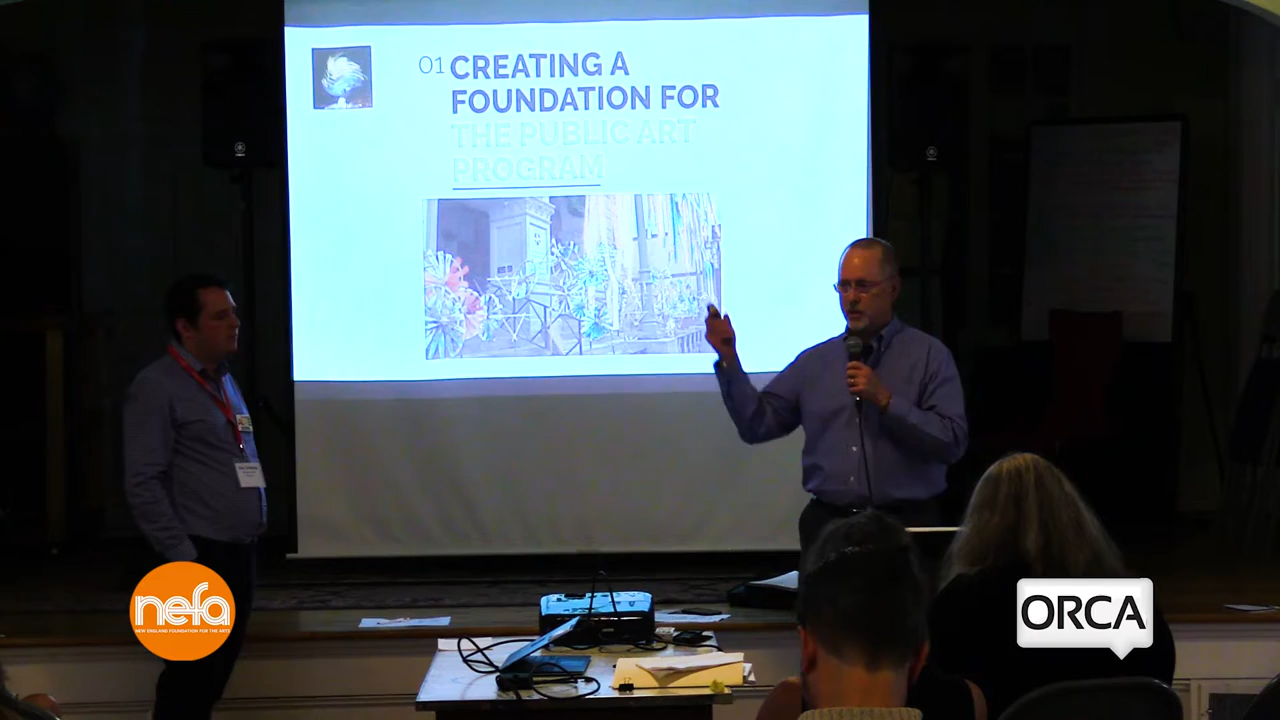 01 CREATING A
FOUNDATION FOR
THE PUBLIC ART
PROGRAM
nefa
NEW ENGLAND FOUNDATION FOR THE ARTS
ORCA